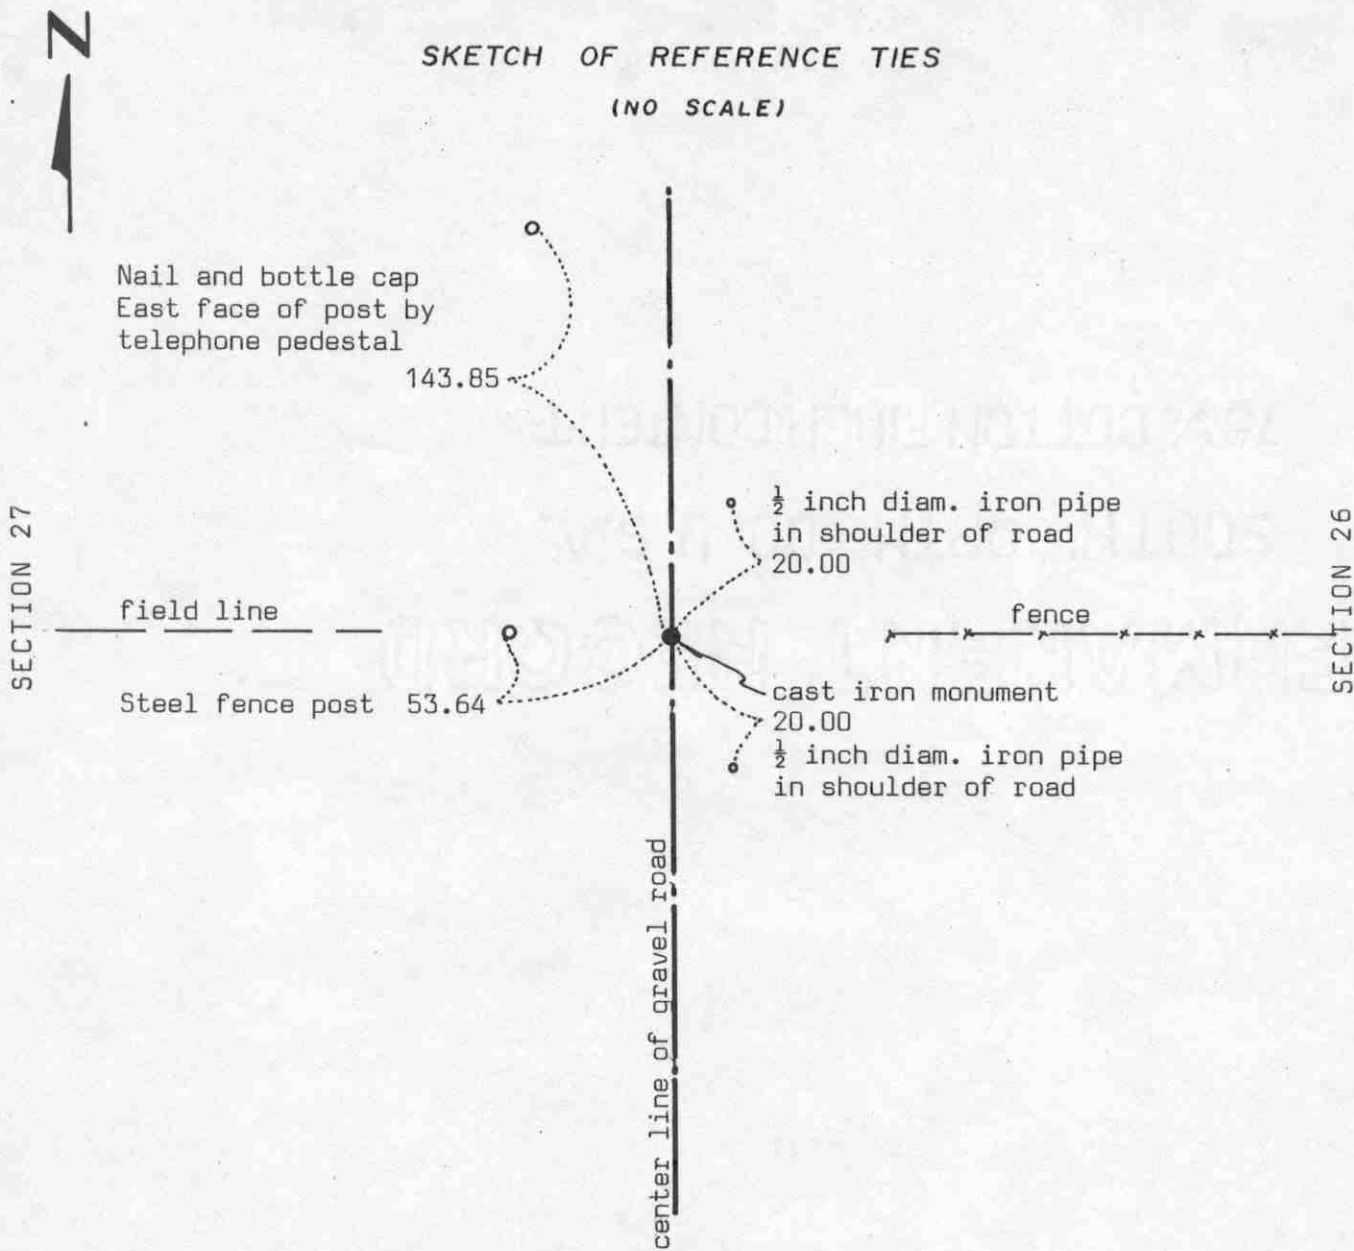 N
SKETCH OF REFERENCE TIES
(NO SCALE)
Nail and bottle cap
East face of post by
telephone pedestal
143.85
½ inch diam. iron pipe
in shoulder of road
20.00
SECTION 27
field line
fence
SECTION 26
Steel fence post 53.64
cast iron monument
20.00
½ inch diam. iron pipe
in shoulder of road
center line of gravel road